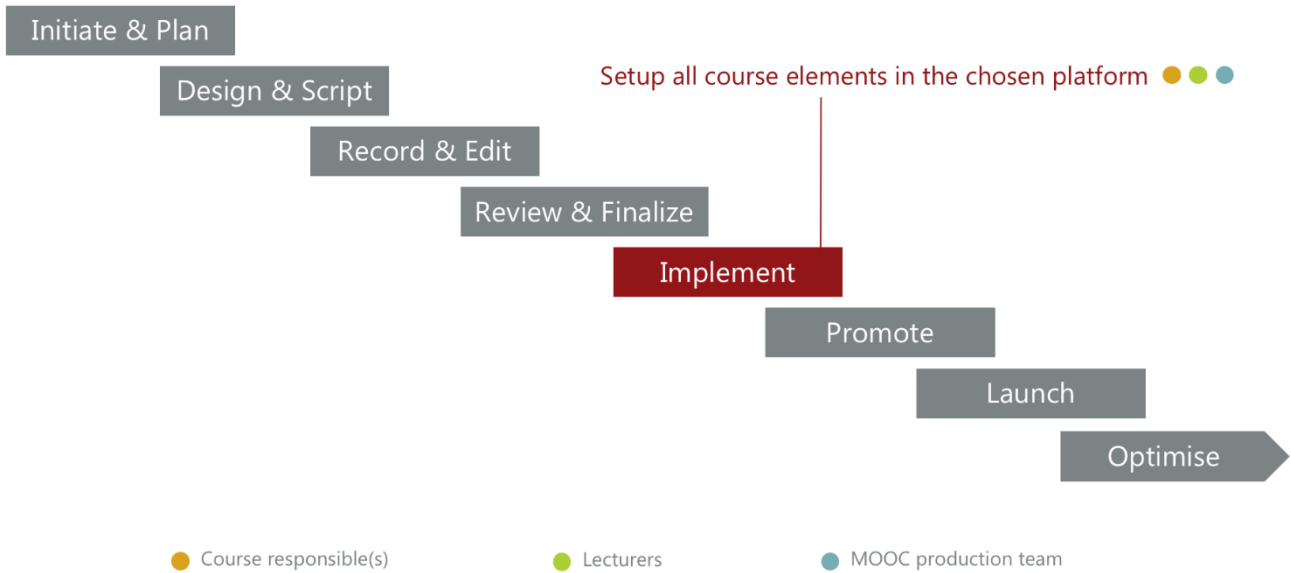 Initiate & Plan
Design & Script
Setup all course elements in the chosen platform
Record & Edit
Review & Finalize
Implement
Promote
Launch
Optimise
Course responsible(s)
Lecturers
MOOC production team